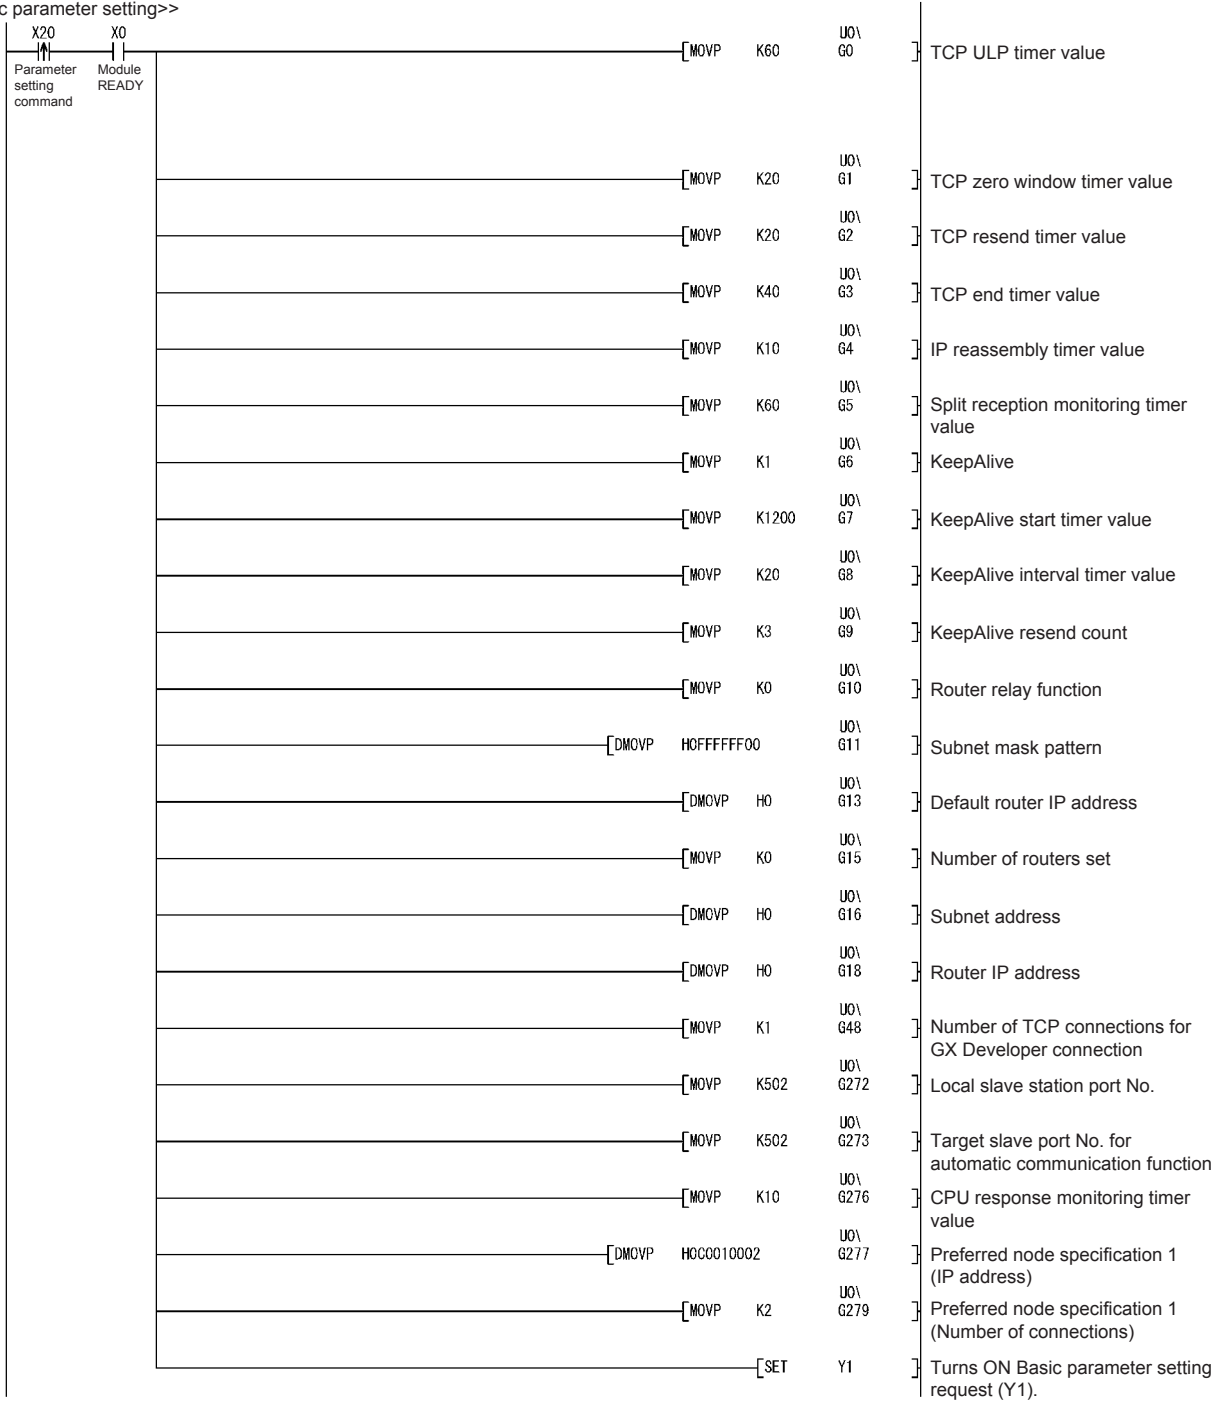 c parameter setting>>
X20 X0 U0\
[MOVP K60 G0 ] TCP ULP timer value
Parameter setting command
Module READY
U0\
[MOVP K20 G1 ] TCP zero window timer value
U0\
[MOVP K20 G2 ] TCP resend timer value
U0\
[MOVP K40 G3 ] TCP end timer value
U0\
[MOVP K10 G4 ] IP reassembly timer value
U0\
[MOVP K60 G5 ] Split reception monitoring timer
value
U0\
[MOVP K1 G6 ] KeepAlive
U0\
[MOVP K1200 G7 ] KeepAlive start timer value
U0\
[MOVP K20 G8 ] KeepAlive interval timer value
U0\
[MOVP K3 G9 ] KeepAlive resend count
U0\
[MOVP K0 G10 ] Router relay function
U0\
[DMOVP H0FFFFFF00 G11 ] Subnet mask pattern
U0\
[DMOVP H0 G13 ] Default router IP address
U0\
[MOVP K0 G15 ] Number of routers set
U0\
[DMOVP H0 G16 ] Subnet address
U0\
[DMOVP H0 G18 ] Router IP address
U0\
[MOVP K1 G48 ] Number of TCP connections for
GX Developer connection
U0\
[MOVP K502 G272 ] Local slave station port No.
U0\
[MOVP K502 G273 ] Target slave port No. for
automatic communication function
U0\
[MOVP K10 G276 ] CPU response monitoring timer
value
U0\
[DMOVP H0C0010002 G277 ] Preferred node specification 1
(IP address)
U0\
[MOVP K2 G279 ] Preferred node specification 1
(Number of connections)
[SET Y1 ] Turns ON Basic parameter setting
request (Y1).